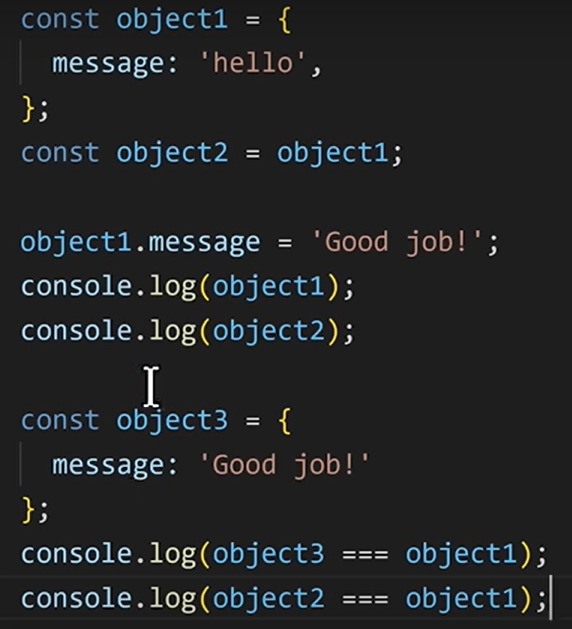 const object1 = {
  message: 'hello',
};
const object2 = object1;

object1.message = 'Good job!';
console.log(object1);
console.log(object2);

const object3 = {
  message: 'Good job!'
};
console.log(object3 === object1);
console.log(object2 === object1);